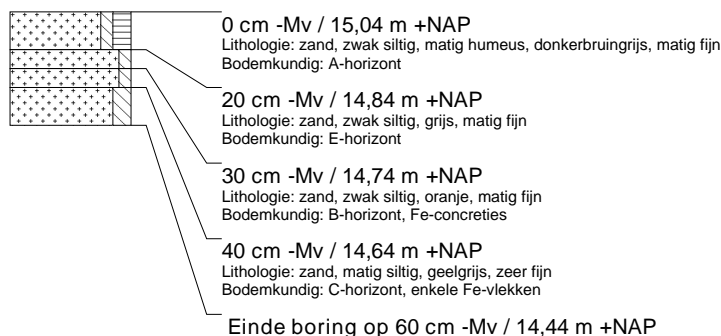 0 cm -Mv / 15,04 m +NAP
Lithologie: zand, zwak siltig, matig humeus, donkerbruingrijs, matig fijn
Bodemkundig: A-horizont
20 cm -Mv / 14,84 m +NAP
Lithologie: zand, zwak siltig, grijs, matig fijn
Bodemkundig: E-horizont
30 cm -Mv / 14,74 m +NAP
Lithologie: zand, zwak siltig, oranje, matig fijn
Bodemkundig: B-horizont, Fe-concreties
40 cm -Mv / 14,64 m +NAP
Lithologie: zand, matig siltig, geelgrijs, zeer fijn
Bodemkundig: C-horizont, enkele Fe-vlekken
Einde boring op 60 cm -Mv / 14,44 m +NAP